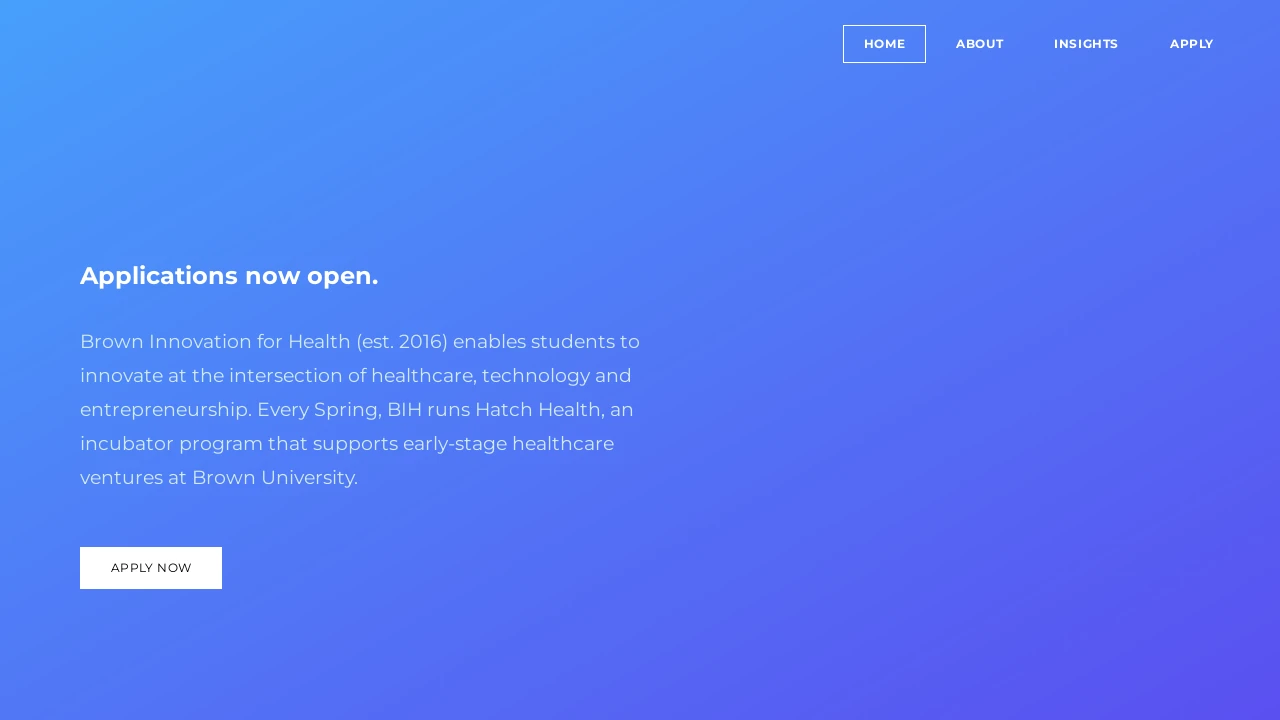 HOME ABOUT INSIGHTS APPLY
Applications now open.
Brown Innovation for Health (est. 2016) enables students to
innovate at the intersection of healthcare, technology and
entrepreneurship. Every Spring, BIH runs Hatch Health, an
incubator program that supports early-stage healthcare
ventures at Brown University.
APPLY NOW